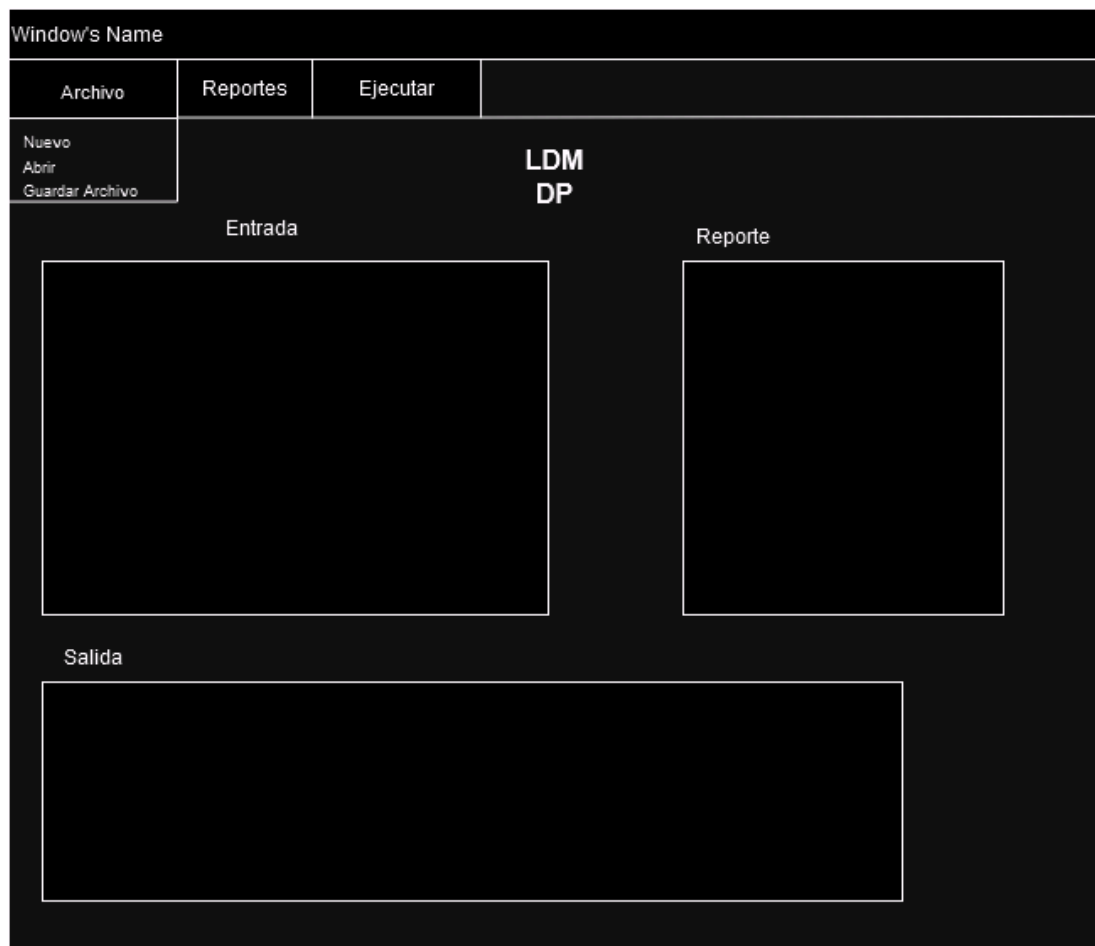 Window's Name
Archivo
Reportes
Ejecutar
Nuevo
Abrir
Guardar Archivo
LDM
DP
Entrada
Reporte
Salida